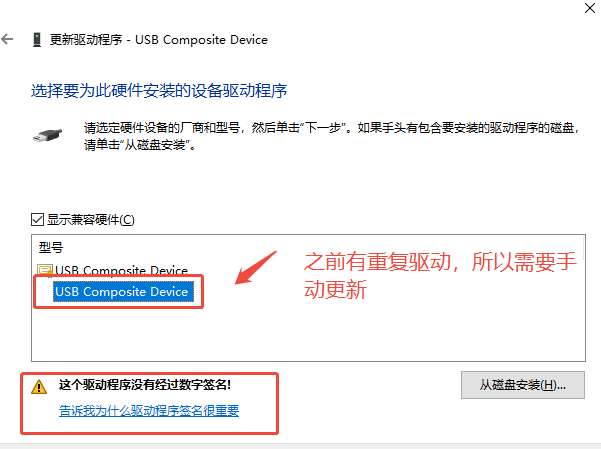 更新驱动程序 - USB Composite Device
选择要为此硬件安装的设备驱动程序
请选定硬件设备的厂商和型号，然后单击"下一步"。如果手头有包含要安装的驱动程序的磁盘，
请单击"从磁盘安装"。
显示兼容硬件(C)
型号
USB Composite Device
USB Composite Device
之前有重复驱动，所以需要手
动更新
这个驱动程序没有经过数字签名!
告诉我为什么驱动程序签名很重要
从磁盘安装(H)...